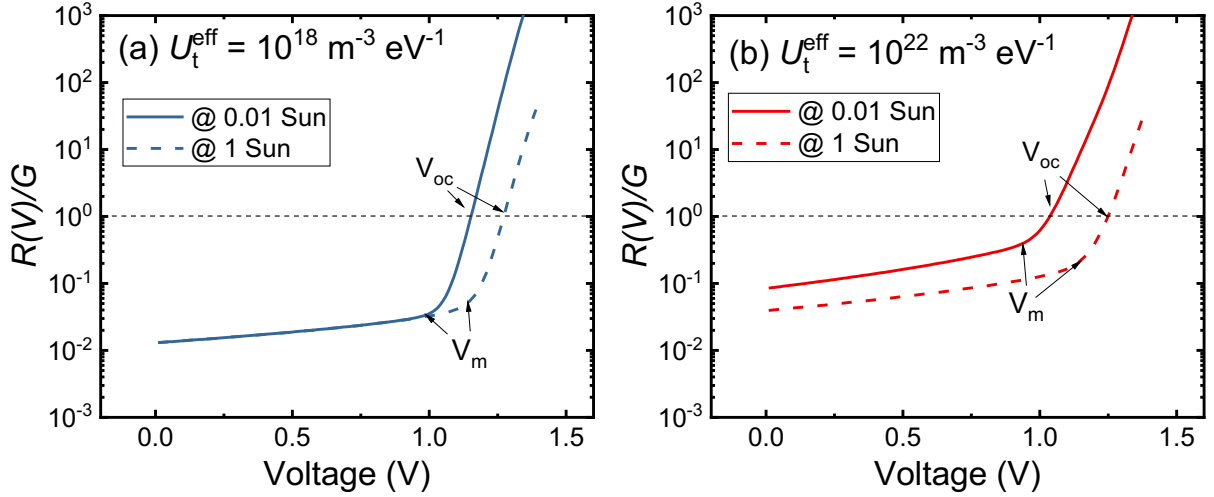 (a) U_t^eff = 10^18 m^-3 eV^-1
@ 0.01 Sun
@ 1 Sun
V_oc
V_m
R(V)/G
10^3
10^2
10^1
10^0
10^-1
10^-2
10^-3
0.0 0.5 1.0 1.5
Voltage (V)
(b) U_t^eff = 10^22 m^-3 eV^-1
@ 0.01 Sun
@ 1 Sun
V_oc
V_m
R(V)/G
10^3
10^2
10^1
10^0
10^-1
10^-2
10^-3
0.0 0.5 1.0 1.5
Voltage (V)